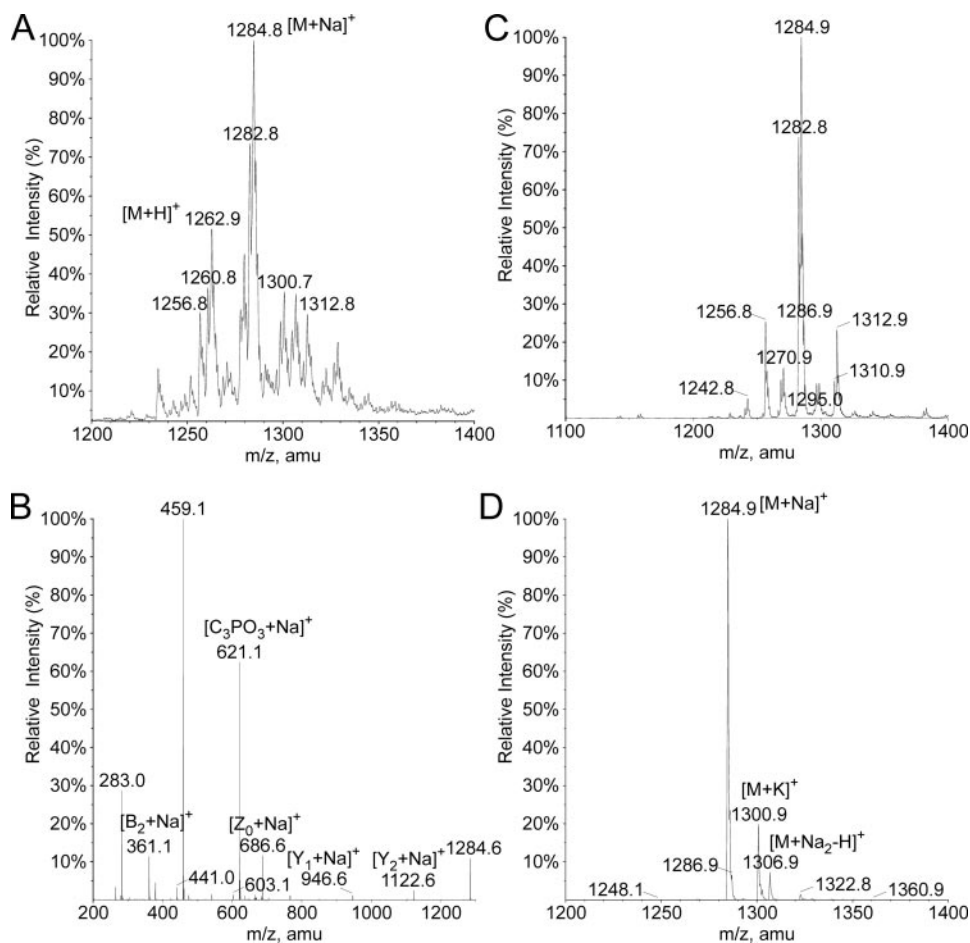 A
1284.8 [M+Na]+
100%
90%
80%
70%
60%
50%
40%
30%
20%
10%
Relative Intensity (%)
1282.8
[M+H]+ 1262.9
1260.8
1256.8
1300.7
1312.8
1200 1250 1300 1350 1400
m/z, amu
C
1284.9
100%
90%
80%
70%
60%
50%
40%
30%
20%
10%
Relative Intensity (%)
1282.8
1256.8
1286.9
1312.9
1270.9
1310.9
1242.8
1295.0
1100 1200 1300 1400
m/z, amu
B
459.1
100%
90%
80%
70%
60%
50%
40%
30%
20%
10%
Relative Intensity (%)
[C3PO3+Na]+
621.1
283.0
[B2+Na]+
361.1
[Z0+Na]+
686.6
441.0
603.1
[Y1+Na]+
946.6
[Y2+Na]+
1122.6
1284.6
200 400 600 800 1000 1200
m/z, amu
D
1284.9 [M+Na]+
100%
90%
80%
70%
60%
50%
40%
30%
20%
10%
Relative Intensity (%)
[M+K]+
1300.9
[M+Na2-H]+
1306.9
1286.9
1248.1
1322.8
1360.9
1200 1250 1300 1350 1400
m/z, amu